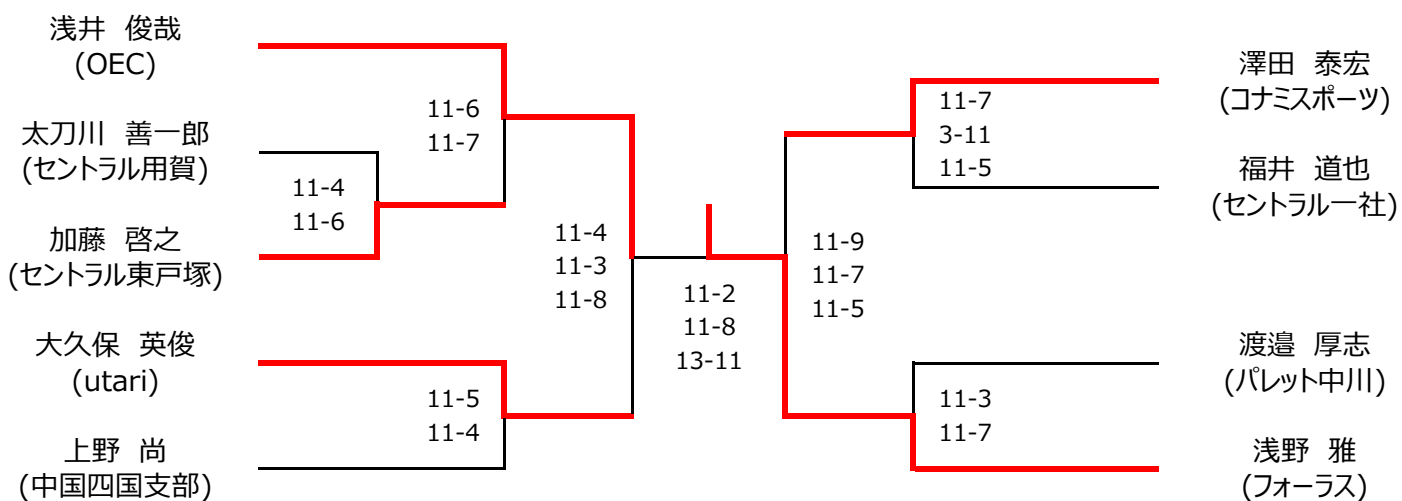 浅井 俊哉
(OEC)
太刀川 善一郎
(セントラル用賀)
加藤 啓之
(セントラル東戸塚)
大久保 英俊
(utari)
上野 尚
(中国四国支部)
11-6
11-7
11-4
11-6
11-4
11-3
11-8
11-5
11-4
11-2
11-8
13-11
11-7
3-11
11-5
11-9
11-7
11-5
11-3
11-7
澤田 泰宏
(コナミスポーツ)
福井 道也
(セントラル一社)
渡邉 厚志
(パレット中川)
浅野 雅
(フォーラス)